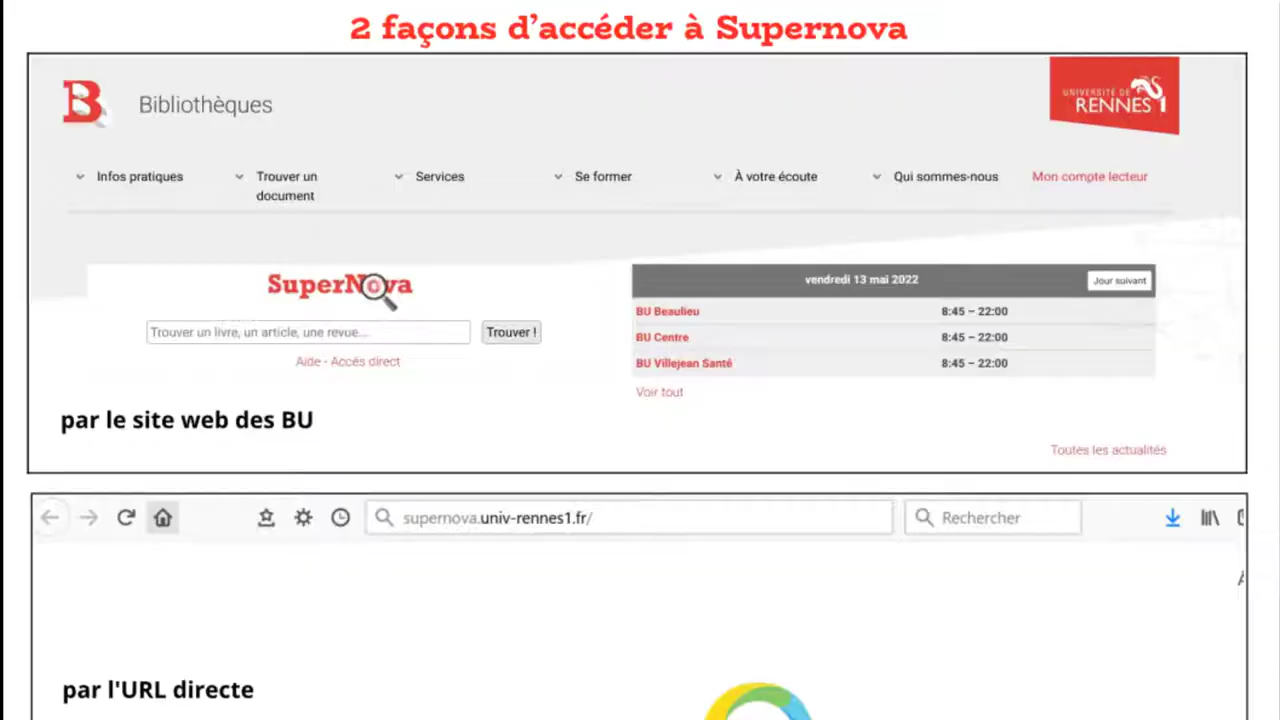 2 façons d'accéder à Supernova
B Bibliothèques
UNIVERSITÉ DE
RENNES 1
Infos pratiques
Trouver un
document
Services
Se former
À votre écoute
Qui sommes-nous
Mon compte lecteur
SuperNova
Trouver un livre, un article, une revue...
Trouver !
Aide - Accès direct
vendredi 13 mai 2022
Jour suivant
BU Beaulieu 8:45 – 22:00
BU Centre 8:45 – 22:00
BU Villejean Santé 8:45 – 22:00
Voir tout
par le site web des BU
Toutes les actualités
supernova.univ-rennes1.fr/
Rechercher
par l'URL directe